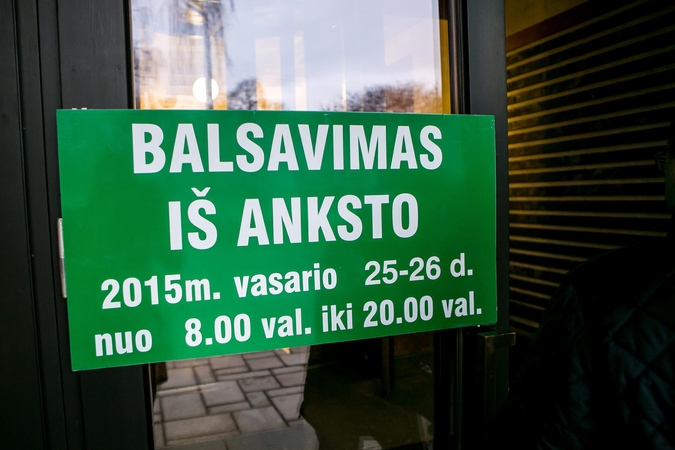 BALSAVIMAS
IŠ ANKSTO
2015m. vasario 25-26 d.
nuo 8.00 val. iki 20.00 val.